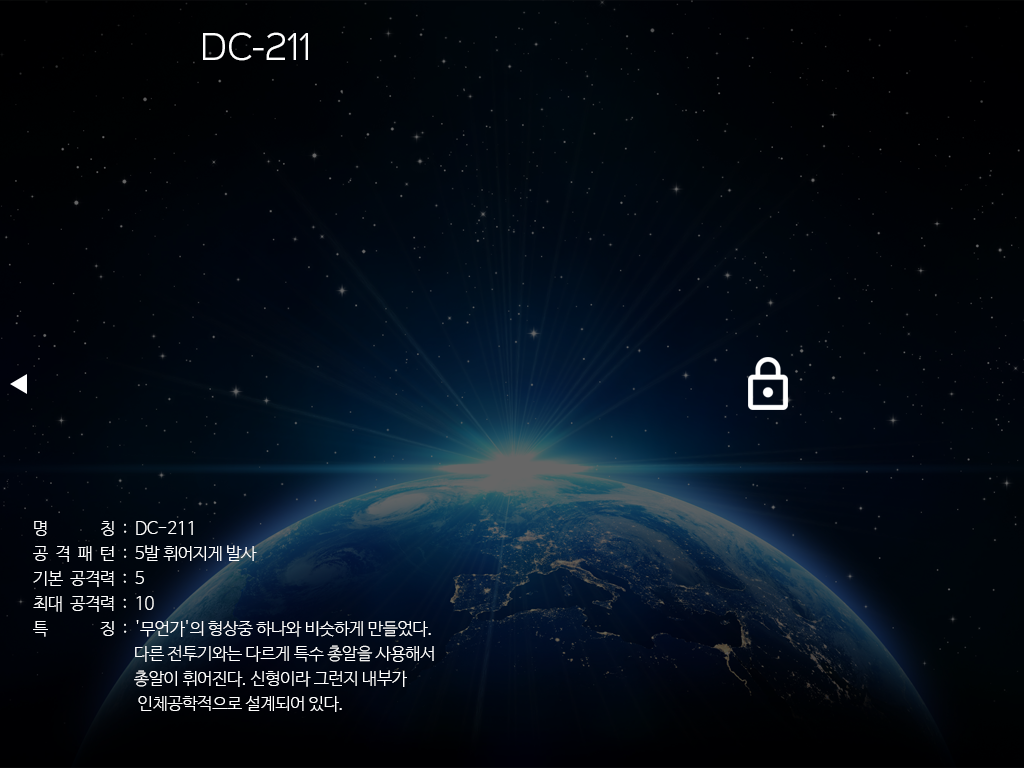 DC-211
명 칭 : DC-211
공 격 패 턴 : 5발 휘어지게 발사
기본 공격력 : 5
최대 공격력 : 10
특 징 : '무언가'의 형상중 하나와 비슷하게 만들었다.
다른 전투기와는 다르게 특수 총알을 사용해서
총알이 휘어진다. 신형이라 그런지 내부가
인체공학적으로 설계되어 있다.